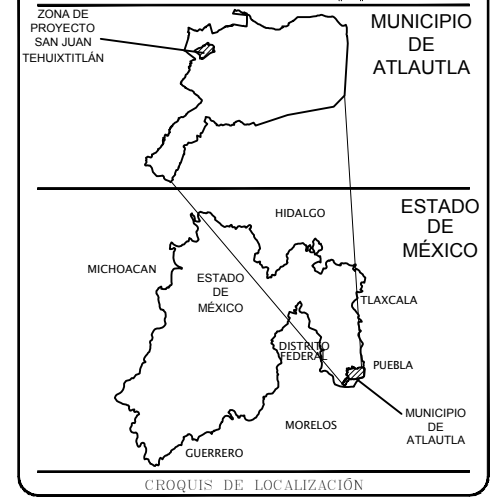 ZONA DE
PROYECTO
SAN JUAN
TEHUIXTITLÁN
MUNICIPIO
DE
ATLAUTLA
ESTADO
DE
MÉXICO
HIDALGO
MICHOACAN
ESTADO
DE
MÉXICO
TLAXCALA
DISTRITO
FEDERAL
PUEBLA
MUNICIPIO
DE
ATLAUTLA
MORELOS
GUERRERO
CROQUIS DE LOCALIZACIÓN